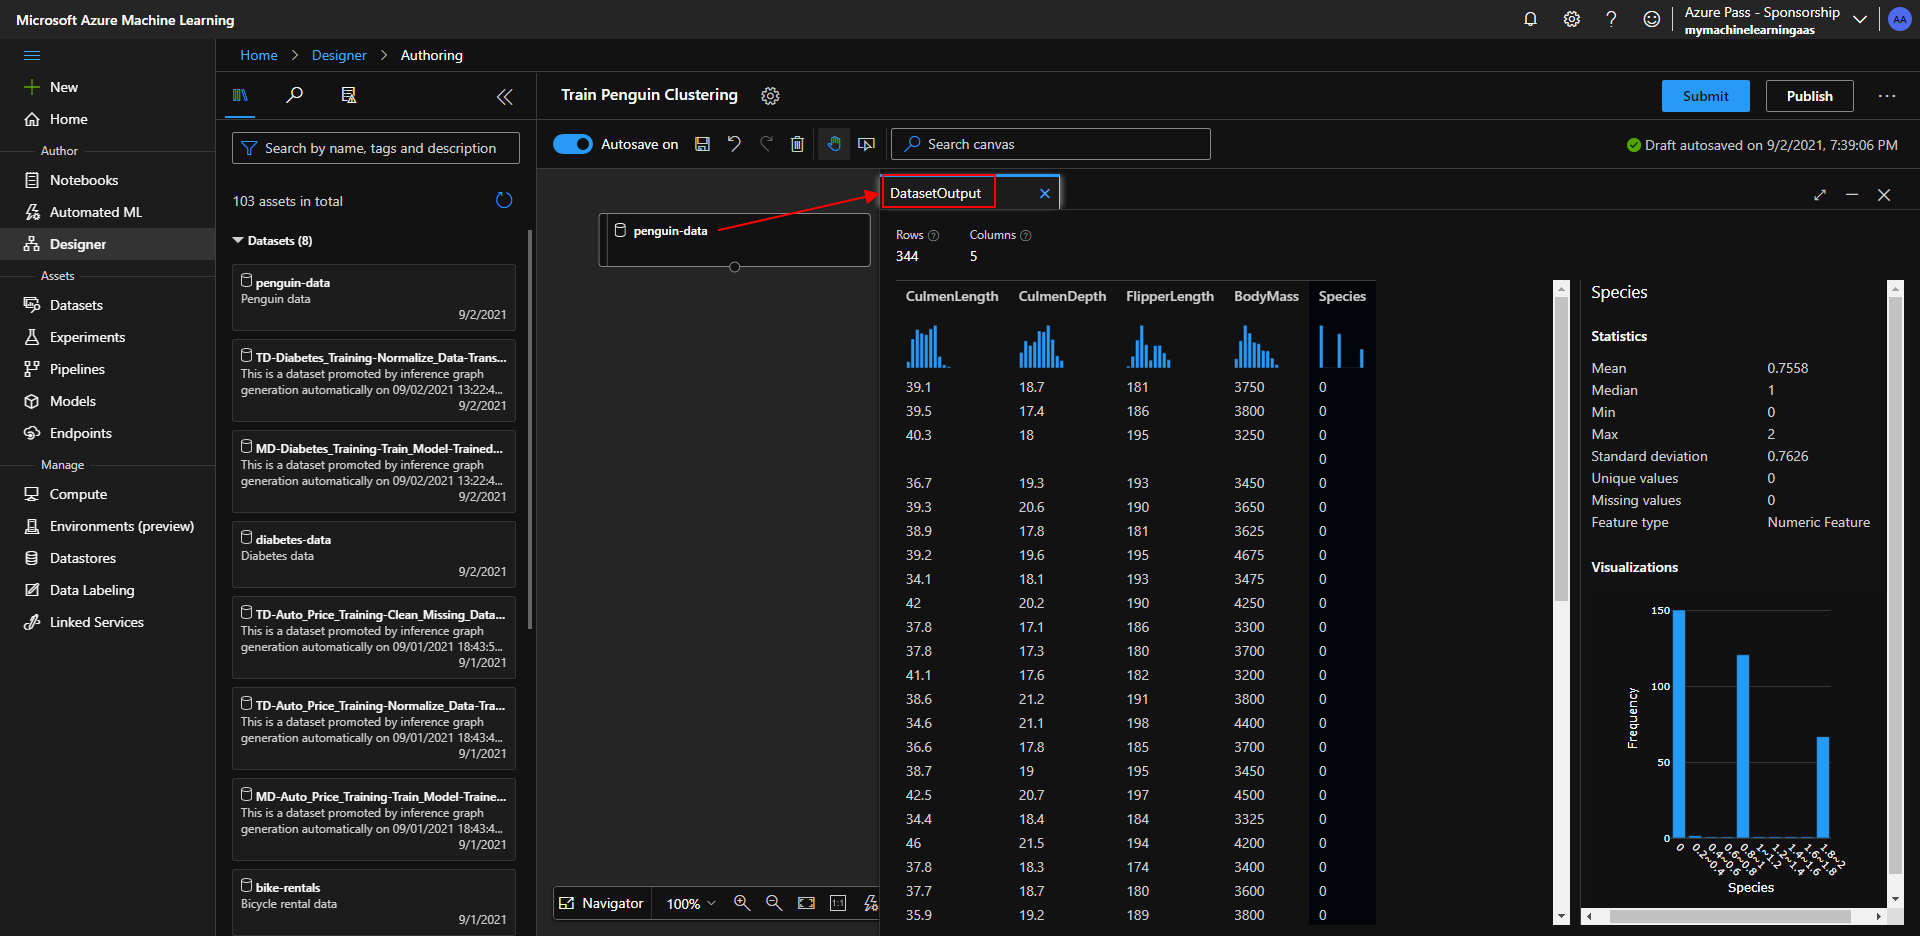 Microsoft Azure Machine Learning
Azure Pass - Sponsorship
mymachinelearningaas
AA
New
Home
Author
Notebooks
Automated ML
Designer
Assets
Datasets
Experiments
Pipelines
Models
Endpoints
Manage
Compute
Environments (preview)
Datastores
Data Labeling
Linked Services
Home > Designer > Authoring
Search by name, tags and description
103 assets in total
Datasets (8)
penguin-data
Penguin data
9/2/2021
TD-Diabetes_Training-Normalize_Data-Trans...
This is a dataset promoted by inference graph
generation automatically on 09/02/2021 13:22:4...
9/2/2021
MD-Diabetes_Training-Train_Model-Trained...
This is a dataset promoted by inference graph
generation automatically on 09/02/2021 13:22:4...
9/2/2021
diabetes-data
Diabetes data
9/2/2021
TD-Auto_Price_Training-Clean_Missing_Data...
This is a dataset promoted by inference graph
generation automatically on 09/01/2021 18:43:5...
9/1/2021
TD-Auto_Price_Training-Normalize_Data-Tra...
This is a dataset promoted by inference graph
generation automatically on 09/01/2021 18:43:4...
9/1/2021
MD-Auto_Price_Training-Train_Model-Traine...
This is a dataset promoted by inference graph
generation automatically on 09/01/2021 18:43:4...
9/1/2021
bike-rentals
Bicycle rental data
9/1/2021
Train Penguin Clustering
Submit
Publish
Autosave on
Search canvas
Draft autosaved on 9/2/2021, 7:39:06 PM
penguin-data
Navigator
100%
1:1
DatasetOutput
Rows Columns
344 5
CulmenLength CulmenDepth FlipperLength BodyMass Species
39.1 18.7 181 3750 0
39.5 17.4 186 3800 0
40.3 18 195 3250 0
0
36.7 19.3 193 3450 0
39.3 20.6 190 3650 0
38.9 17.8 181 3625 0
39.2 19.6 195 4675 0
34.1 18.1 193 3475 0
42 20.2 190 4250 0
37.8 17.1 186 3300 0
37.8 17.3 180 3700 0
41.1 17.6 182 3200 0
38.6 21.2 191 3800 0
34.6 21.1 198 4400 0
36.6 17.8 185 3700 0
38.7 19 195 3450 0
42.5 20.7 197 4500 0
34.4 18.4 184 3325 0
46 21.5 194 4200 0
37.8 18.3 174 3400 0
37.7 18.7 180 3600 0
35.9 19.2 189 3800 0
Species
Statistics
Mean 0.7558
Median 1
Min 0
Max 2
Standard deviation 0.7626
Unique values 0
Missing values 0
Feature type Numeric Feature
Visualizations
150
100
50
0
Frequency
0
0.2~0.4
0.4~0.6
0.6~0.8
0.8~1
1~1.2
1.2~1.4
1.4~1.6
1.6~1.8
1.8~2
Species